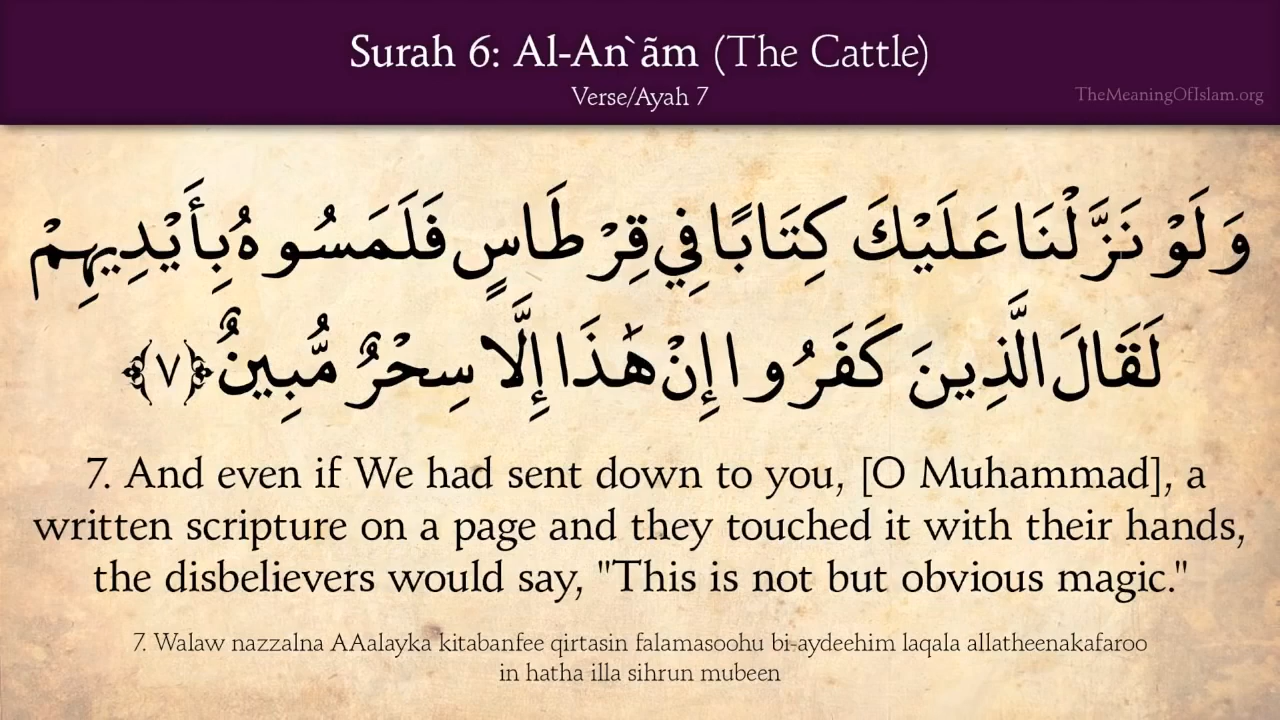 Surah 6: Al-An`ãm (The Cattle)
Verse/Ayah 7
TheMeaningOfIslam.org
وَلَوْ نَزَّلْنَا عَلَيْكَ كِتَابًا فِي قِرْطَاسٍ فَلَمَسُوهُ بِأَيْدِيهِمْ
لَقَالَ الَّذِينَ كَفَرُوا إِنْ هَٰذَا إِلَّا سِحْرٌ مُّبِينٌ ﴿٧﴾
7. And even if We had sent down to you, [O Muhammad], a
written scripture on a page and they touched it with their hands,
the disbelievers would say, "This is not but obvious magic."
7. Walaw nazzalna AAalayka kitabanfee qirtasin falamasoohu bi-aydeehim laqala allatheenakafaroo
in hatha illa sihrun mubeen